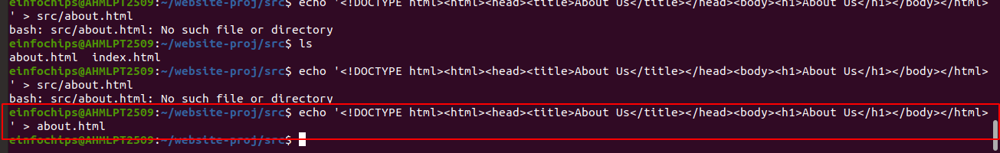 einfochips@AHMLPT2509:~/website-proj/src$ echo '<!DOCTYPE html><html><head><title>About Us</title></head><body><h1>About Us</h1></body></html>
' > src/about.html
bash: src/about.html: No such file or directory
einfochips@AHMLPT2509:~/website-proj/src$ ls
about.html  index.html
einfochips@AHMLPT2509:~/website-proj/src$ echo '<!DOCTYPE html><html><head><title>About Us</title></head><body><h1>About Us</h1></body></html>
' > src/about.html
bash: src/about.html: No such file or directory
einfochips@AHMLPT2509:~/website-proj/src$ echo '<!DOCTYPE html><html><head><title>About Us</title></head><body><h1>About Us</h1></body></html>
' > about.html
einfochips@AHMLPT2509:~/website-proj/src$